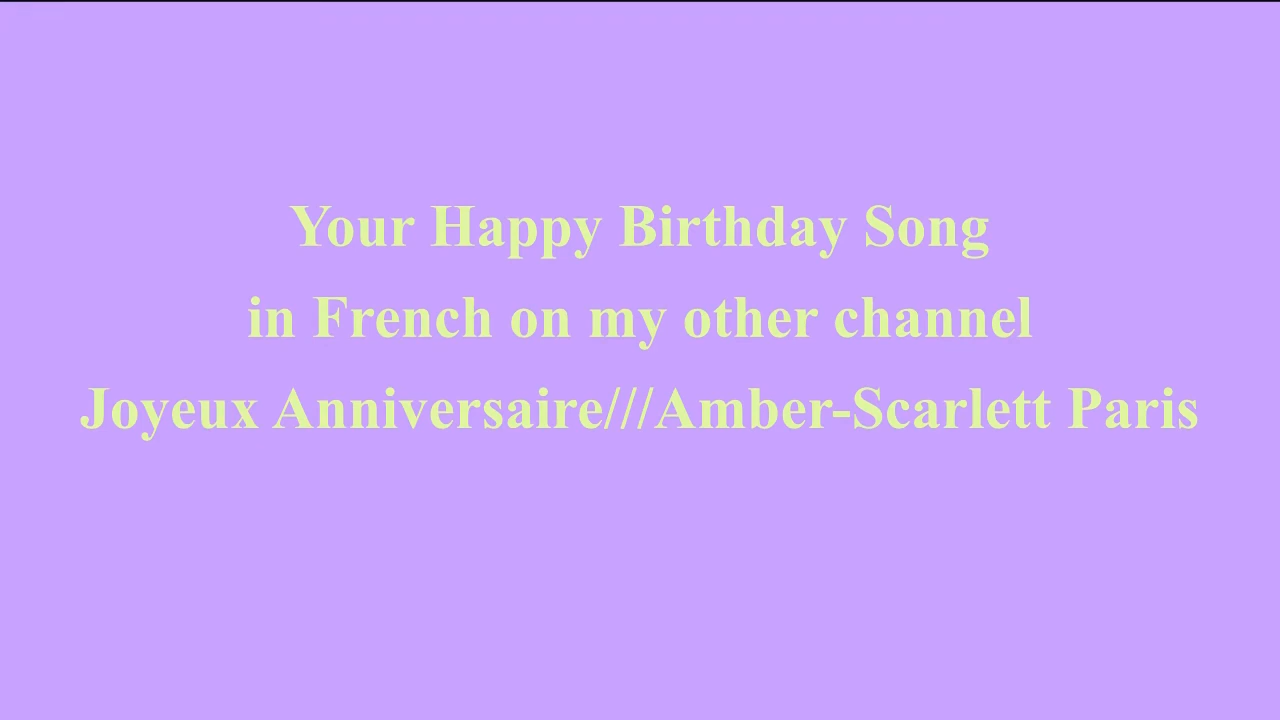 Your Happy Birthday Song
in French on my other channel
Joyeux Anniversaire///Amber-Scarlett Paris